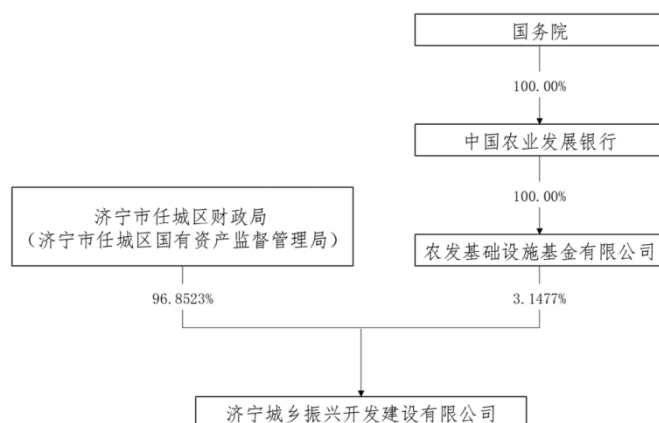 国务院
100.00%
中国农业发展银行
100.00%
济宁市任城区财政局
（济宁市任城区国有资产监督管理局）
农发基础设施基金有限公司
96.8523%
3.1477%
济宁城乡振兴开发建设有限公司